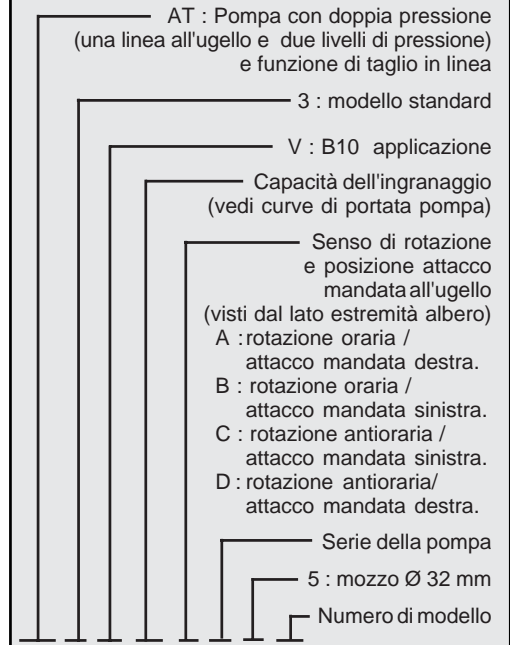 AT : Pompa con doppia pressione
(una linea all'ugello e due livelli di pressione)
e funzione di taglio in linea
3 : modello standard
V : B10 applicazione
Capacità dell'ingranaggio
(vedi curve di portata pompa)
Senso di rotazione
e posizione attacco
mandata all'ugello
(visti dal lato estremità albero)
A : rotazione oraria /
attacco mandata destra.
B : rotazione oraria /
attacco mandata sinistra.
C : rotazione antioraria /
attacco mandata sinistra.
D : rotazione antioraria/
attacco mandata destra.
Serie della pompa
5 : mozzo Ø 32 mm
Numero di modello